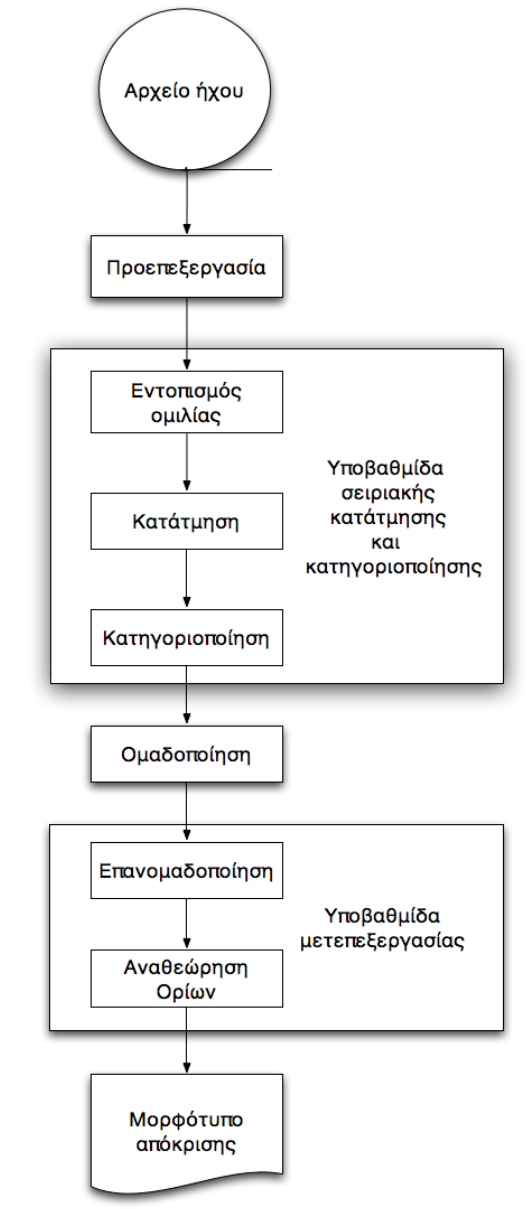 Αρχείο ήχου
Προεπεξεργασία
Εντοπισμός
ομιλίας
Κατάτμηση
Κατηγοριοποίηση
Υποβαθμίδα
σειριακής
κατάτμησης
και
κατηγοριοποίησης
Ομαδοποίηση
Επανομαδοποίηση
Αναθεώρηση
Ορίων
Υποβαθμίδα
μετεπεξεργασίας
Μορφότυπο
απόκρισης